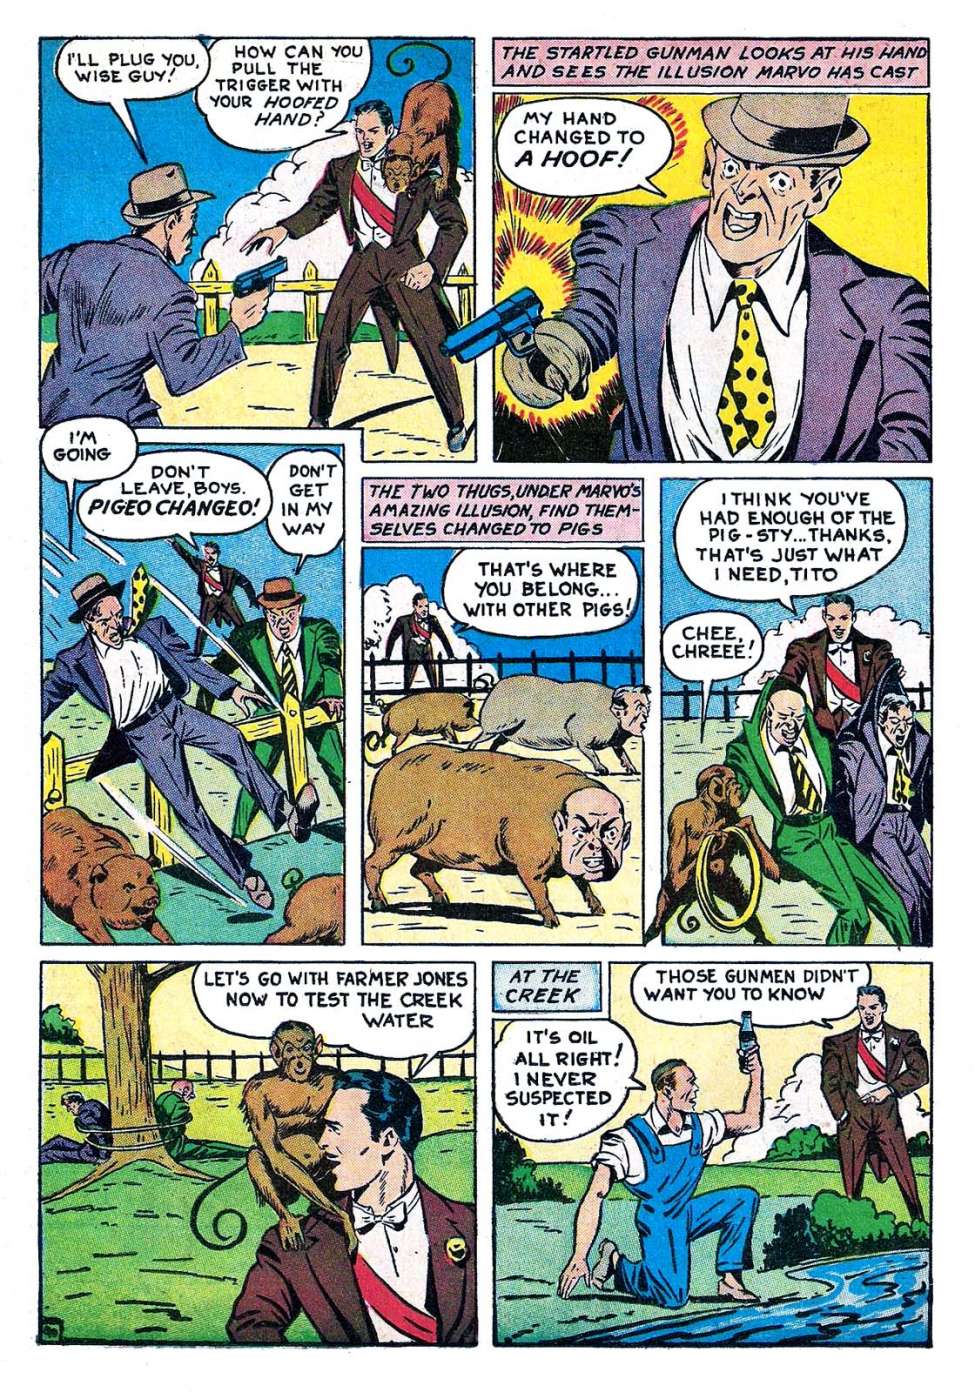 I'LL PLUG YOU,
WISE GUY!
HOW CAN YOU
PULL THE
TRIGGER WITH
YOUR HOOFED
HAND?
THE STARTLED GUNMAN LOOKS AT HIS HAND
AND SEES THE ILLUSION MARVO HAS CAST
MY HAND
CHANGED TO
A HOOF!
I'M
GOING
DON'T
LEAVE, BOYS.
PIGEO CHANGEO!
DON'T
GET
IN MY
WAY
THE TWO THUGS, UNDER MARVO'S
AMAZING ILLUSION, FIND THEM-
SELVES CHANGED TO PIGS
THAT'S WHERE
YOU BELONG...
WITH OTHER PIGS!
I THINK YOU'VE
HAD ENOUGH OF THE
PIG-STY...THANKS,
THAT'S JUST WHAT
I NEED, TITO
CHEE,
CHREEE!
LET'S GO WITH FARMER JONES
NOW TO TEST THE CREEK
WATER
AT THE
CREEK
THOSE GUNMEN DIDN'T
WANT YOU TO KNOW
IT'S OIL
ALL RIGHT!
I NEVER
SUSPECTED
IT!